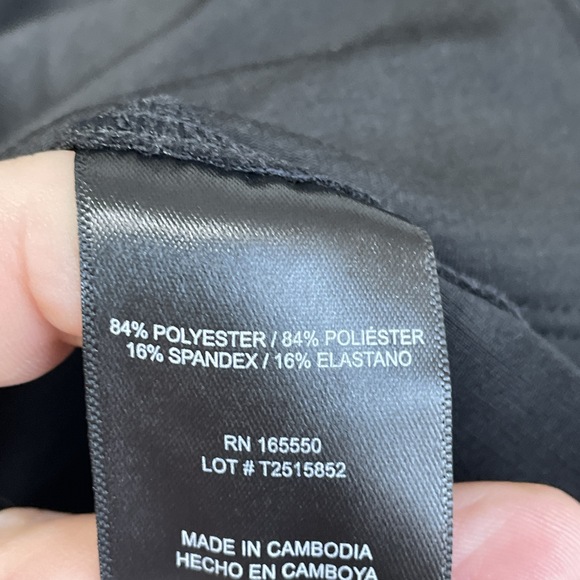 84% POLYESTER / 84% POLIÉSTER
16% SPANDEX / 16% ELASTANO
RN 165550
LOT # T2515852
MADE IN CAMBODIA
HECHO EN CAMBOYA